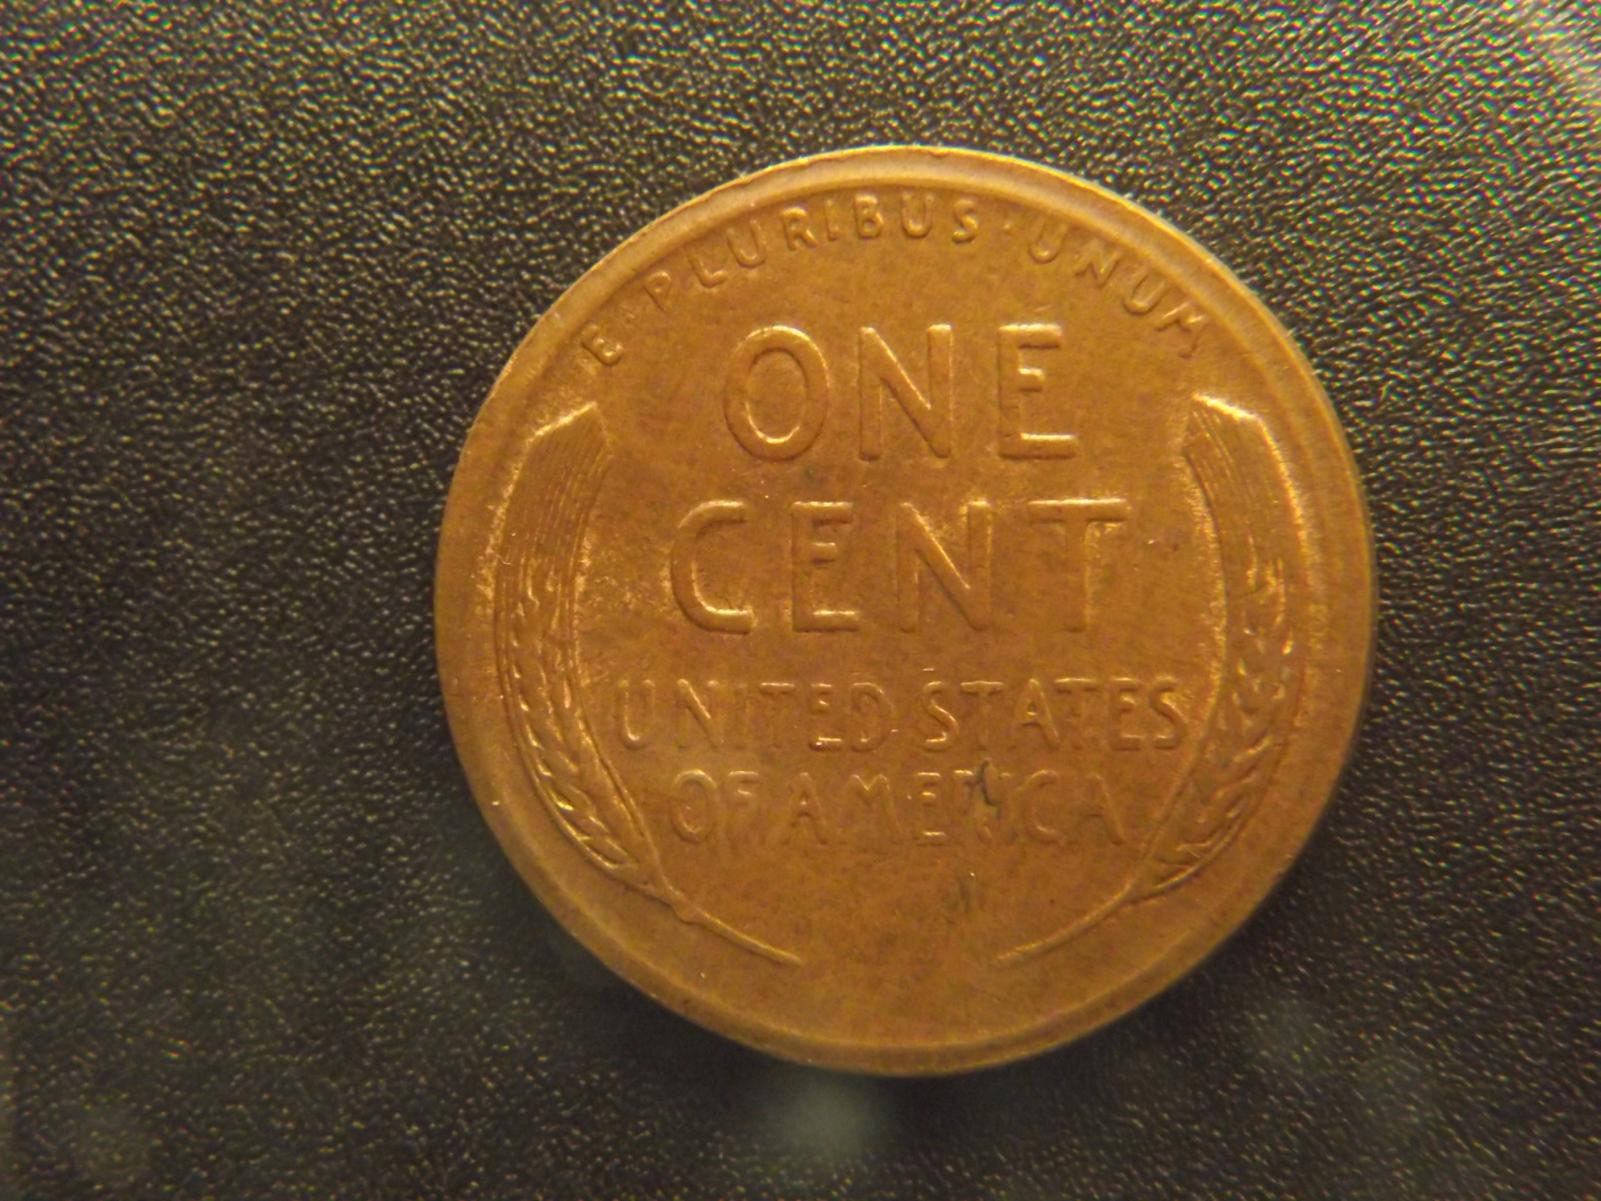 E · PLURIBUS · UNUM
ONE
CENT
UNITED STATES
OF AMERICA